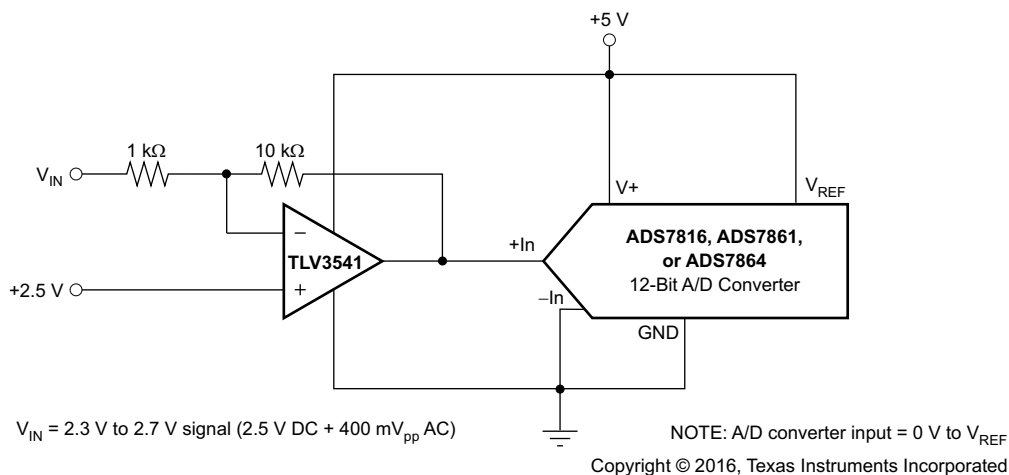 +5 V
1 kΩ
10 kΩ
VIN
V+
VREF
−
TLV3541
+
+2.5 V
+In
−In
ADS7816, ADS7861,
or ADS7864
12-Bit A/D Converter
GND
VIN = 2.3 V to 2.7 V signal (2.5 V DC + 400 mVpp AC)
NOTE: A/D converter input = 0 V to VREF
Copyright © 2016, Texas Instruments Incorporated